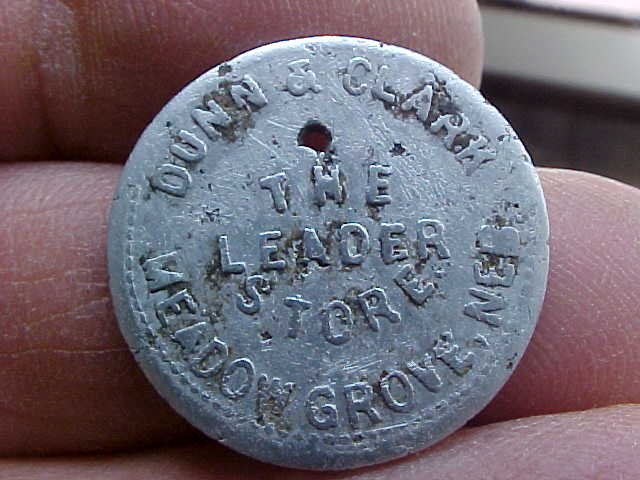 DUNN & CLARK
THE
LEADER
STORE
MEADOW GROVE, NEB.